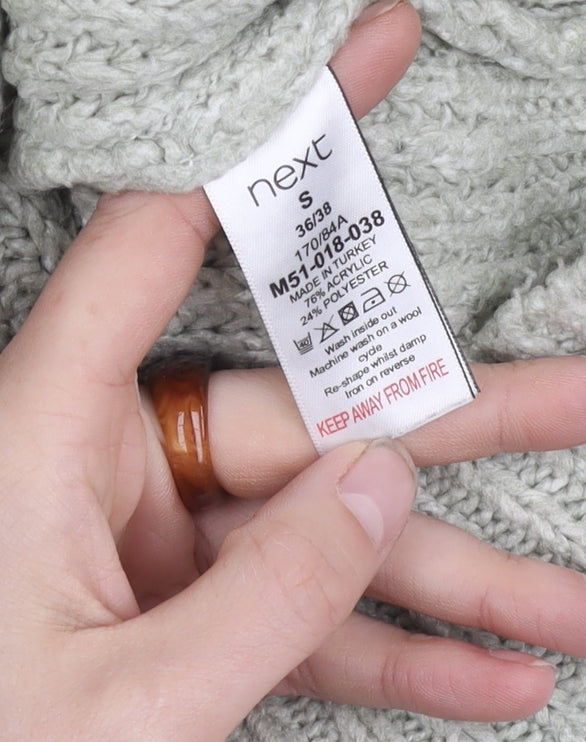 next
S
36/38
170/84A
M51-018-038
MADE IN TURKEY
76% ACRYLIC
24% POLYESTER
40
Wash inside out
Machine wash on a wool
cycle
Re-shape whilst damp
Iron on reverse
KEEP AWAY FROM FIRE